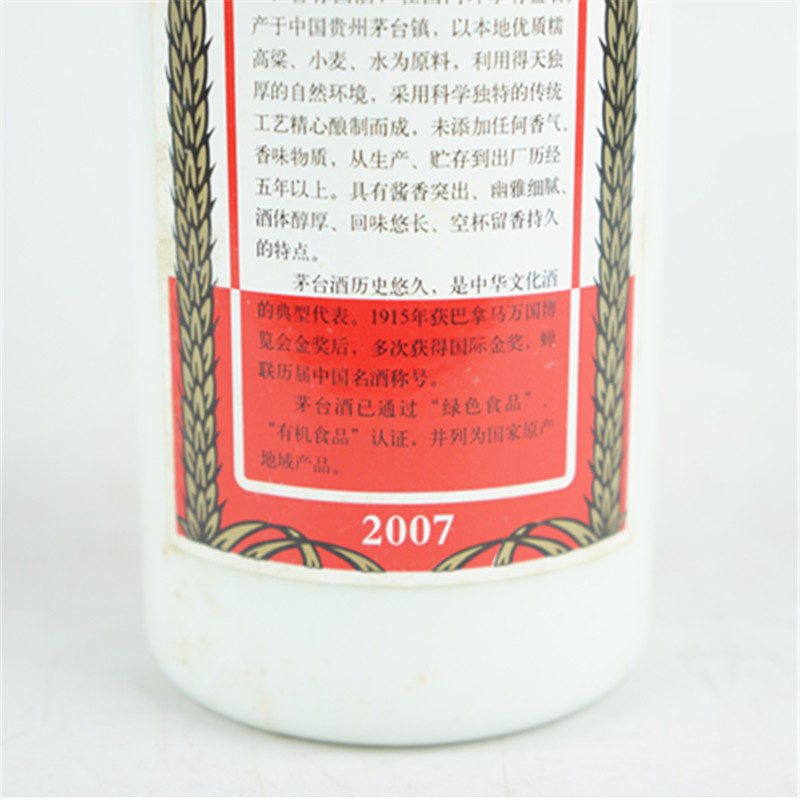 产于中国贵州茅台镇，以本地优质糯
高粱、小麦、水为原料，利用得天独
厚的自然环境，采用科学独特的传统
工艺精心酿制而成，未添加任何香气、
香味物质，从生产、贮存到出厂历经
五年以上。具有酱香突出、幽雅细腻、
酒体醇厚、回味悠长、空杯留香持久
的特点。
茅台酒历史悠久，是中华文化酒
的典型代表。1915年获巴拿马万国博
览会金奖后，多次获得国际金奖，蝉
联历届中国名酒称号。
茅台酒已通过“绿色食品”、
“有机食品”认证，并列为国家原产
地域产品。
2007